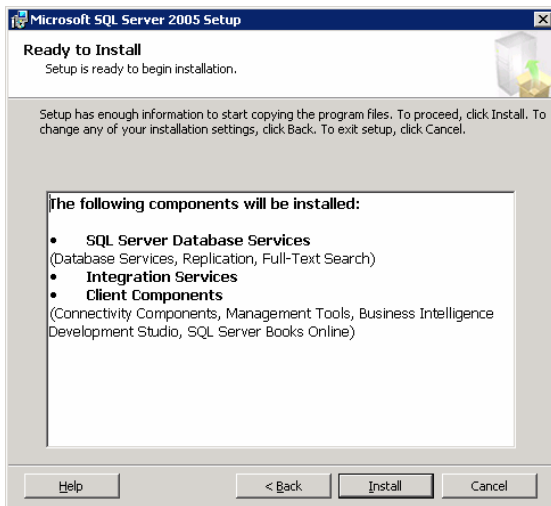 Microsoft SQL Server 2005 Setup
Ready to Install
Setup is ready to begin installation.
Setup has enough information to start copying the program files. To proceed, click Install. To
change any of your installation settings, click Back. To exit setup, click Cancel.
The following components will be installed:
• SQL Server Database Services
(Database Services, Replication, Full-Text Search)
• Integration Services
• Client Components
(Connectivity Components, Management Tools, Business Intelligence
Development Studio, SQL Server Books Online)
Help
< Back
Install
Cancel